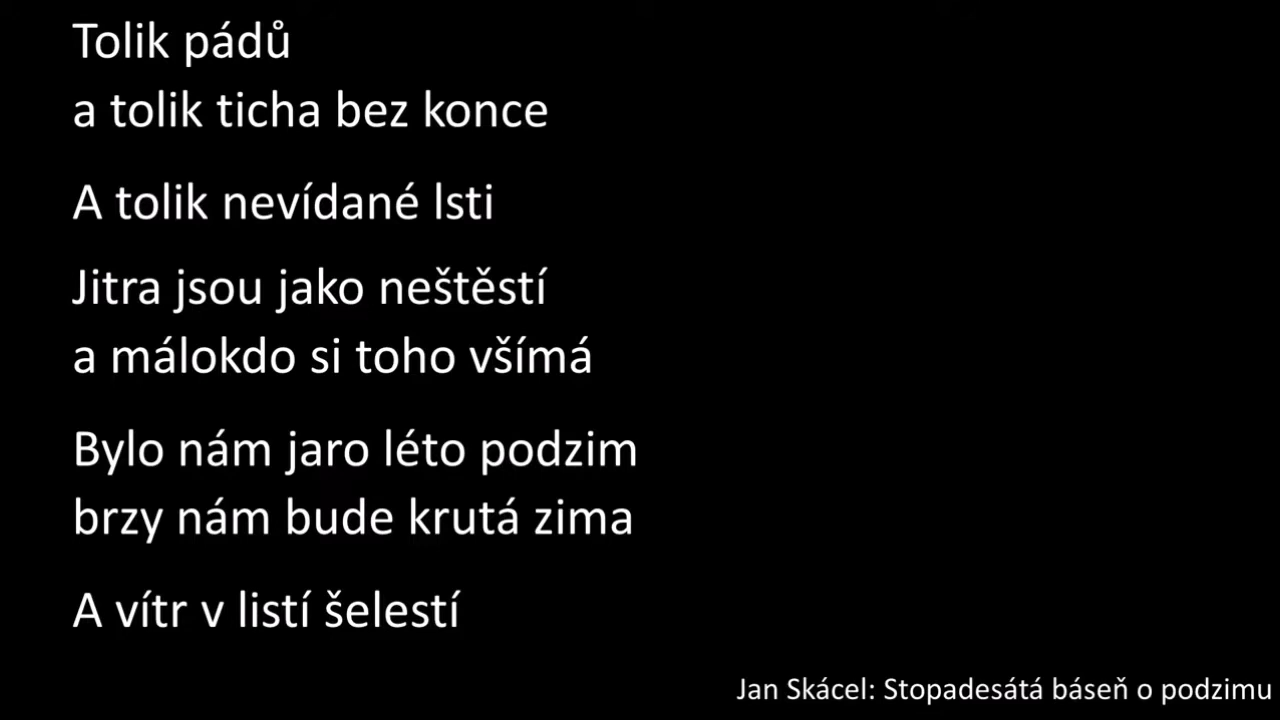 Tolik pádů
a tolik ticha bez konce
A tolik nevídané lsti
Jitra jsou jako neštěstí
a málokdo si toho všímá
Bylo nám jaro léto podzim
brzy nám bude krutá zima
A vítr v listí šelestí
Jan Skácel: Stopadesátá báseň o podzimu